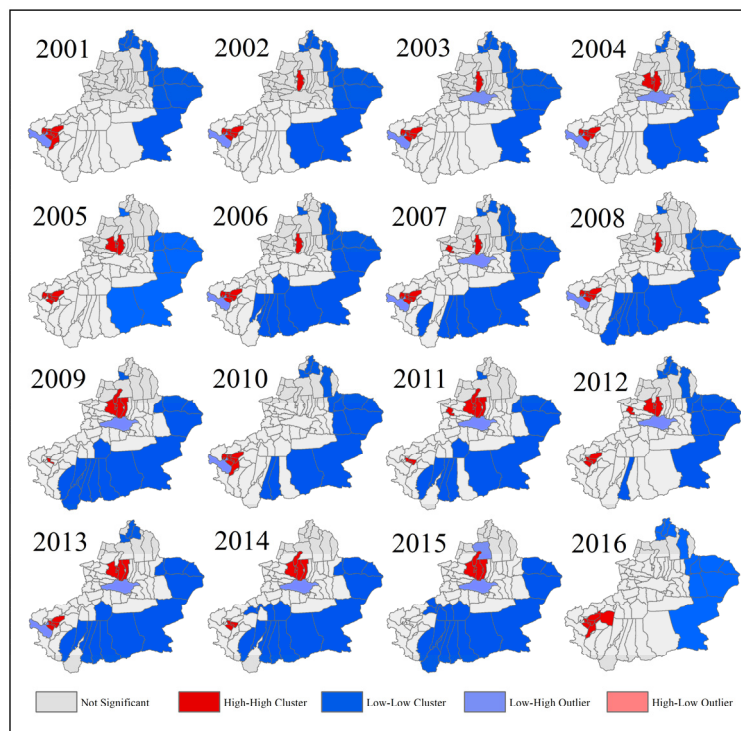 2001 2002 2003 2004
2005 2006 2007 2008
2009 2010 2011 2012
2013 2014 2015 2016
Not Significant High-High Cluster Low-Low Cluster Low-High Outlier High-Low Outlier